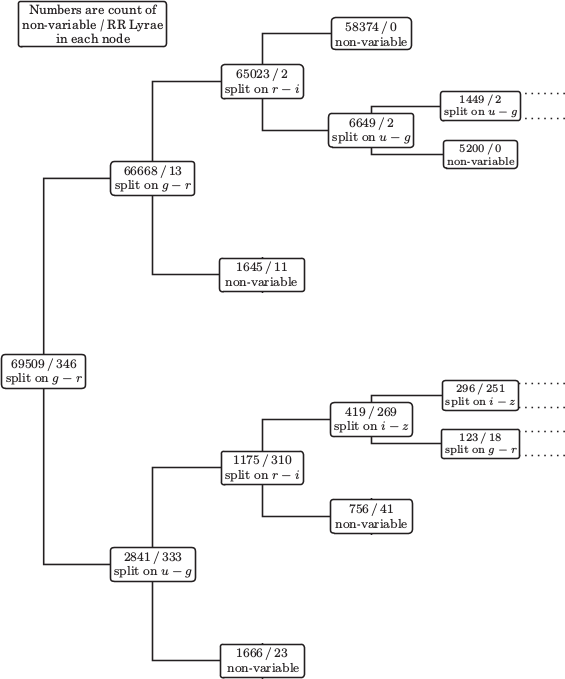 Numbers are count of
non-variable / RR Lyrae
in each node
58374 / 0
non-variable
65023 / 2
split on r − i
1449 / 2
split on u − g
6649 / 2
split on u − g
5200 / 0
non-variable
66668 / 13
split on g − r
1645 / 11
non-variable
69509 / 346
split on g − r
296 / 251
split on i − z
419 / 269
split on i − z
123 / 18
split on g − r
1175 / 310
split on r − i
756 / 41
non-variable
2841 / 333
split on u − g
1666 / 23
non-variable